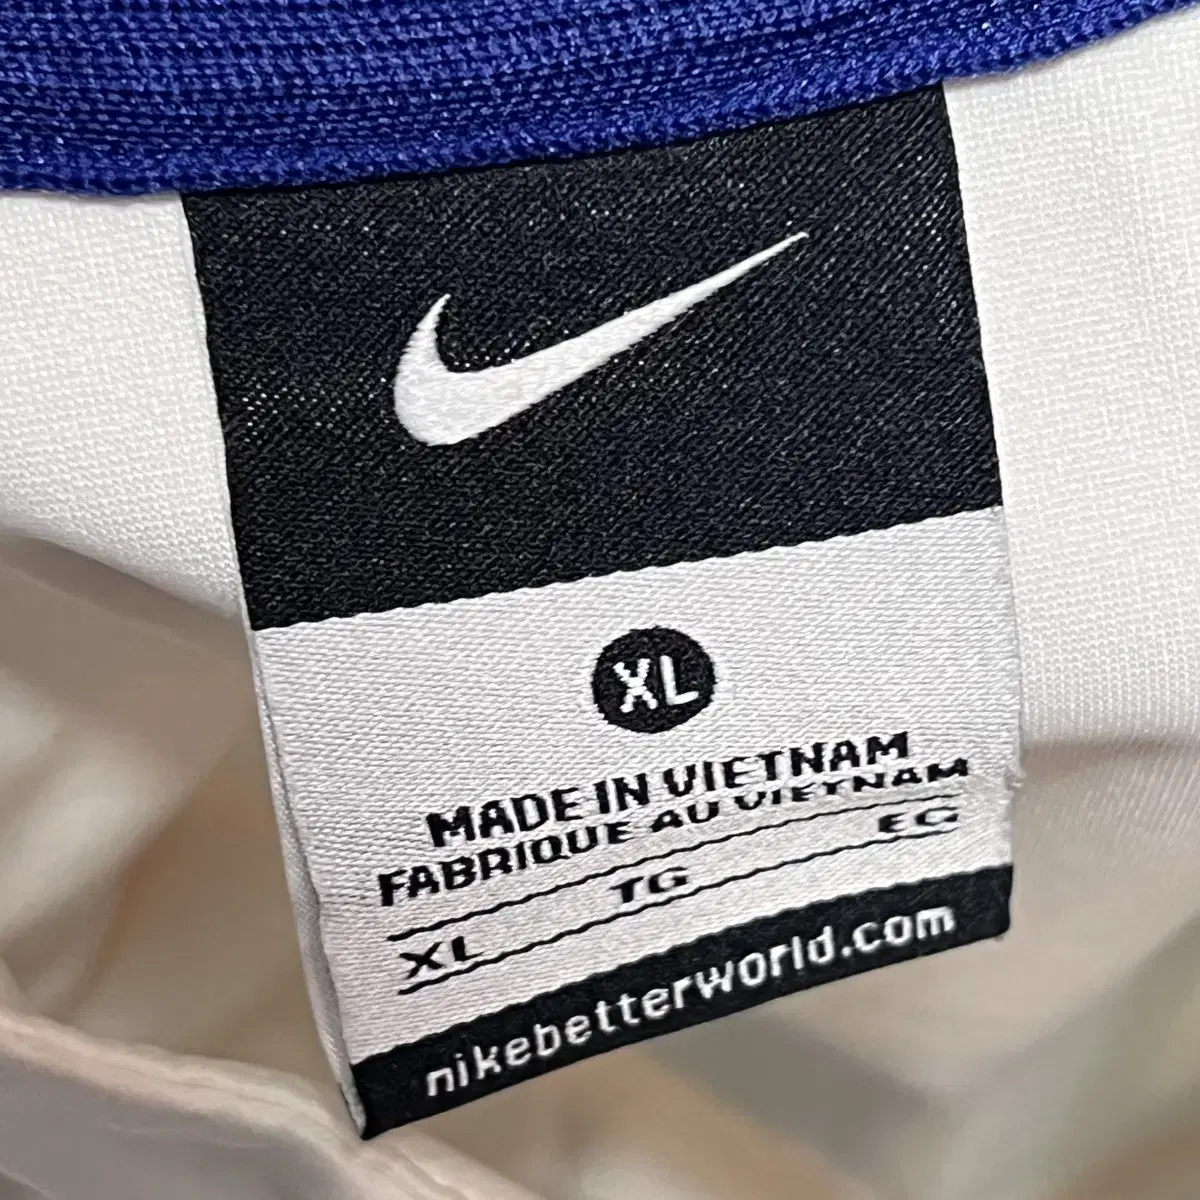 XL
MADE IN VIETNAM
FABRIQUE AU VIETNAM
XL TG EG
nikebetterworld.com